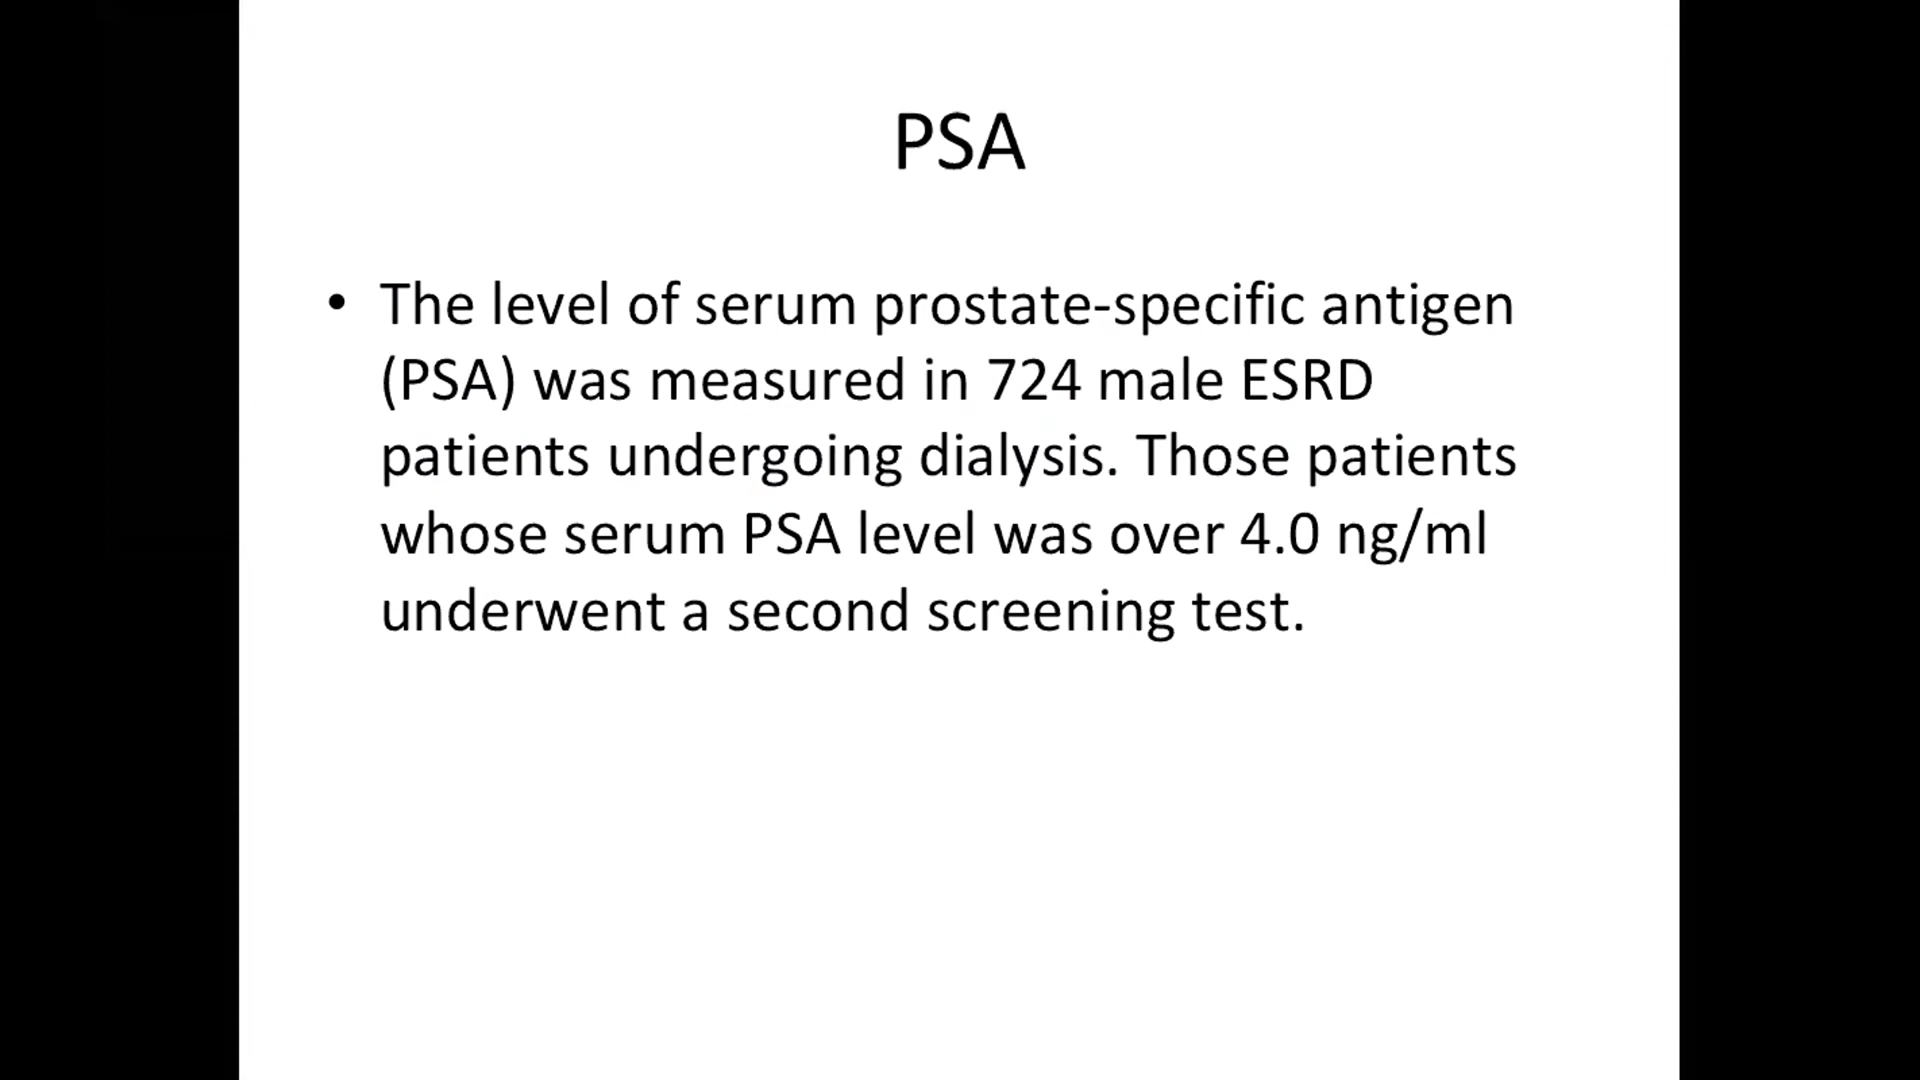 PSA
• The level of serum prostate-specific antigen
(PSA) was measured in 724 male ESRD
patients undergoing dialysis. Those patients
whose serum PSA level was over 4.0 ng/ml
underwent a second screening test.